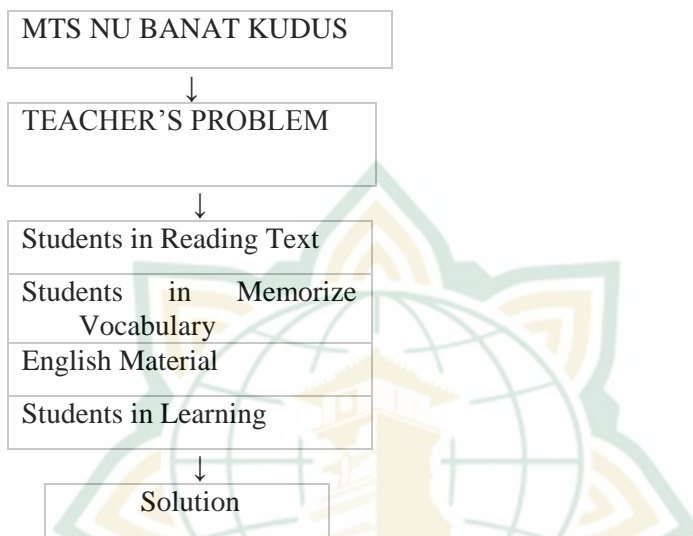 MTS NU BANAT KUDUS
↓
TEACHER’S PROBLEM
↓
Students in Reading Text
Students in Memorize
Vocabulary
English Material
Students in Learning
↓
Solution